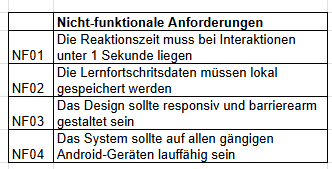 Nicht-funktionale Anforderungen
Die Reaktionszeit muss bei Interaktionen
NF01 unter 1 Sekunde liegen
Die Lernfortschritsdaten müssen lokal
NF02 gespeichert werden
Das Design sollte responsiv und barrierearm
NF03 gestaltet sein
Das System sollte auf allen gängigen
NF04 Android-Geräten lauffähig sein